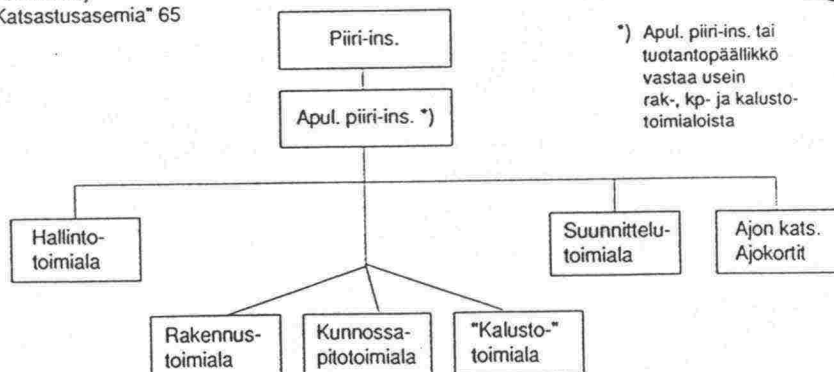 Katsastusasemia" 65
Piiri-ins.
*) Apul. piiri-ins. tai
tuotantopäällikkö
vastaa usein
rak-, kp- ja kalusto-
toimialoista
Apul. piiri-ins. *)
Hallinto-
toimiala
Suunnittelu-
toimiala
Ajon kats.
Ajokortit
Rakennus-
toimiala
Kunnossa-
pitotoimiala
"Kalusto-"
toimiala